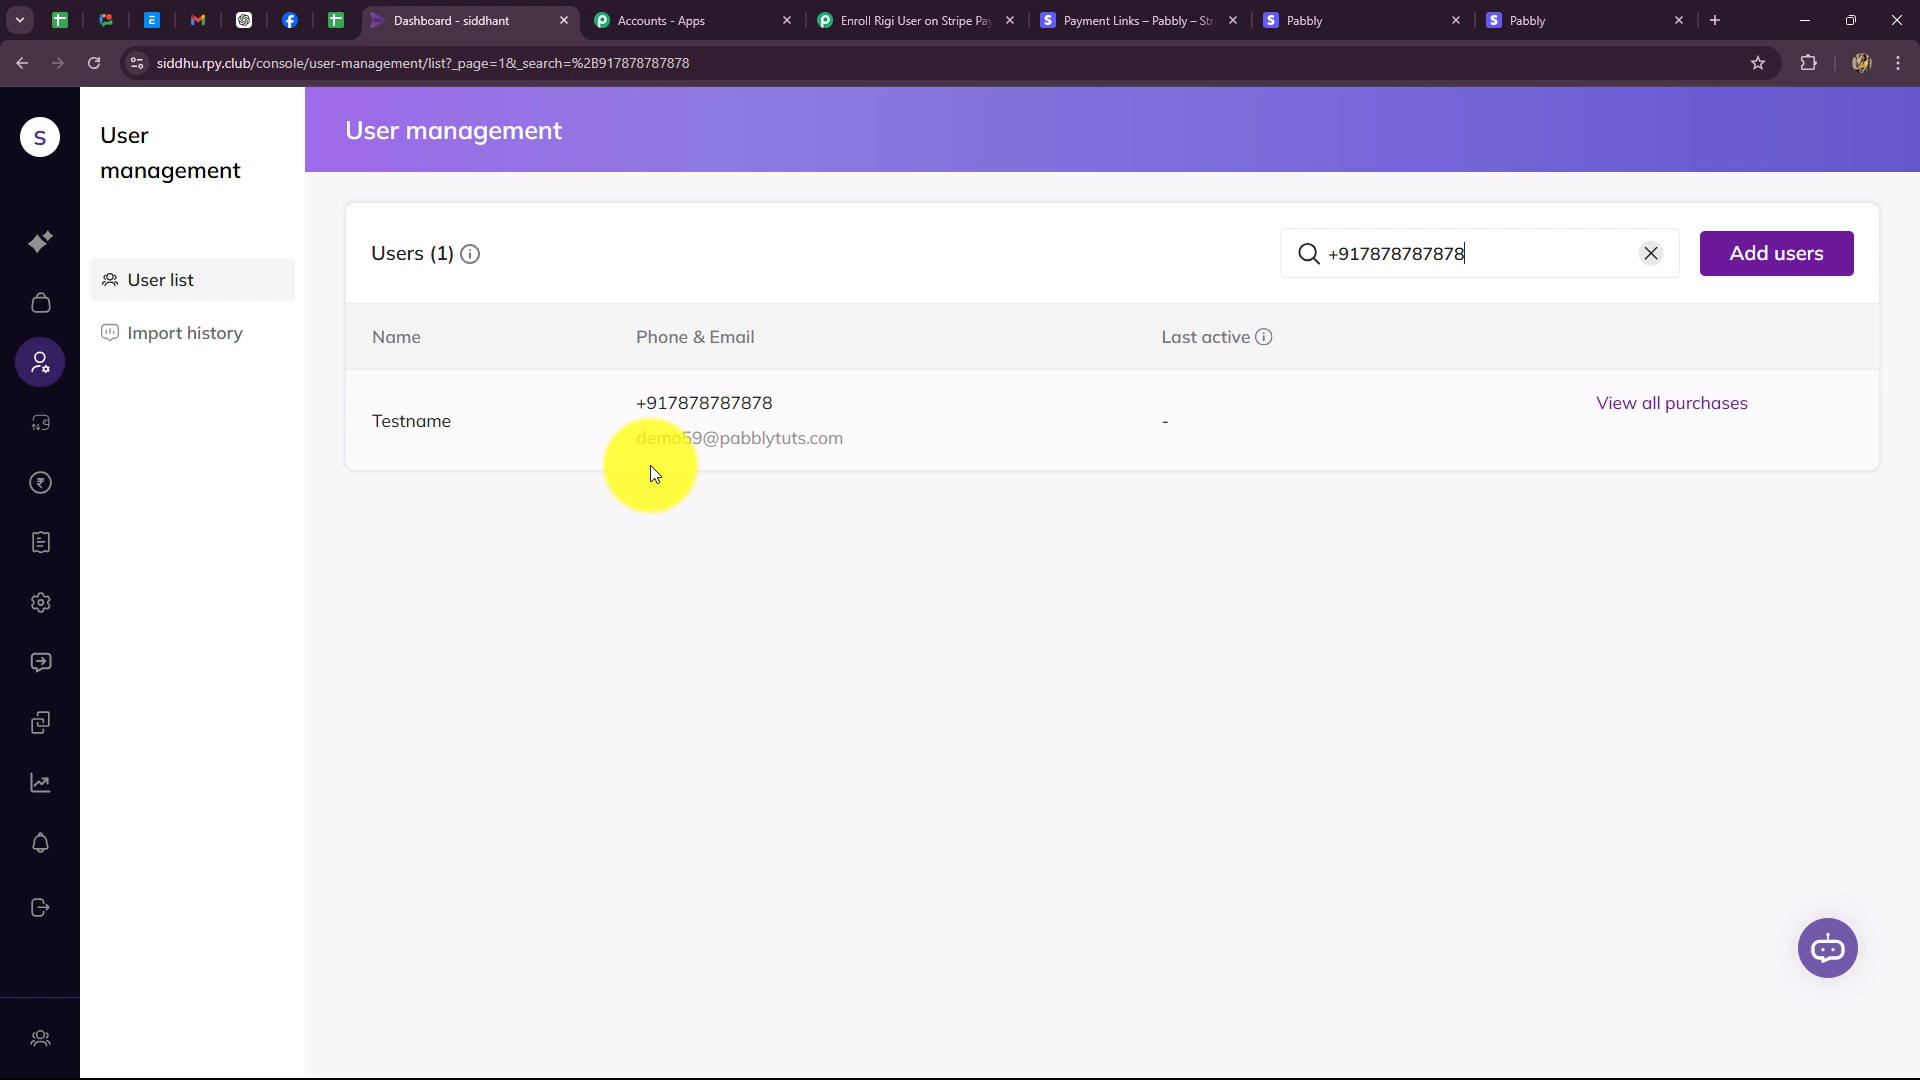 Dashboard - siddhant
Accounts - Apps
Enroll Rigi User on Stripe Pay
Payment Links – Pabbly – Str
Pabbly
Pabbly
siddhu.rpy.club/console/user-management/list?_page=1&_search=%2B917878787878
S
User
management
User list
Import history
User management
Users (1)
+917878787878
Add users
Name
Phone & Email
Last active
Testname
+917878787878
demo59@pabblytuts.com
-
View all purchases